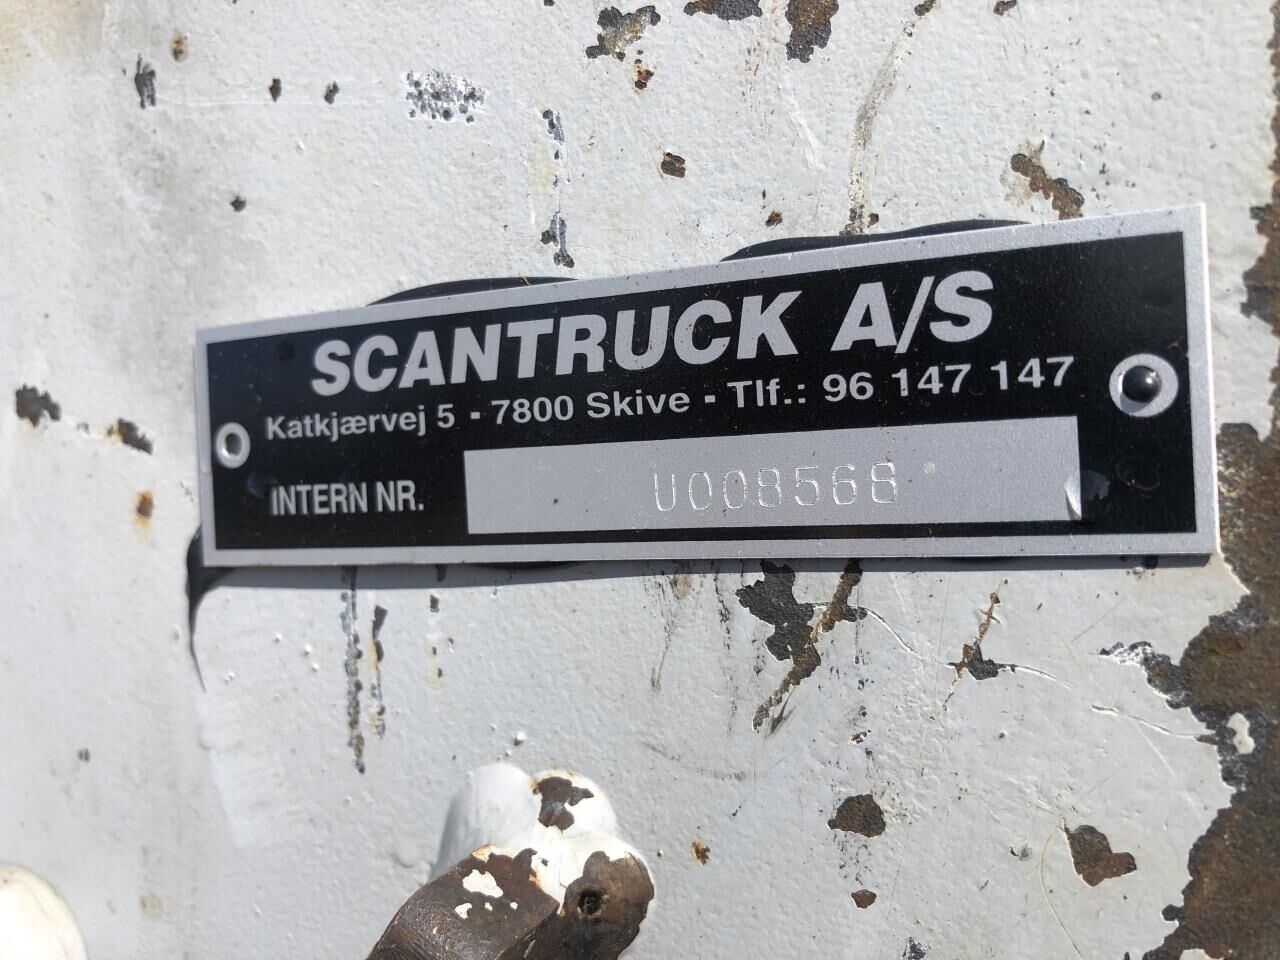 SCANTRUCK A/S
Katkjærvej 5 - 7800 Skive - Tlf.: 96 147 147
INTERN NR. U008568